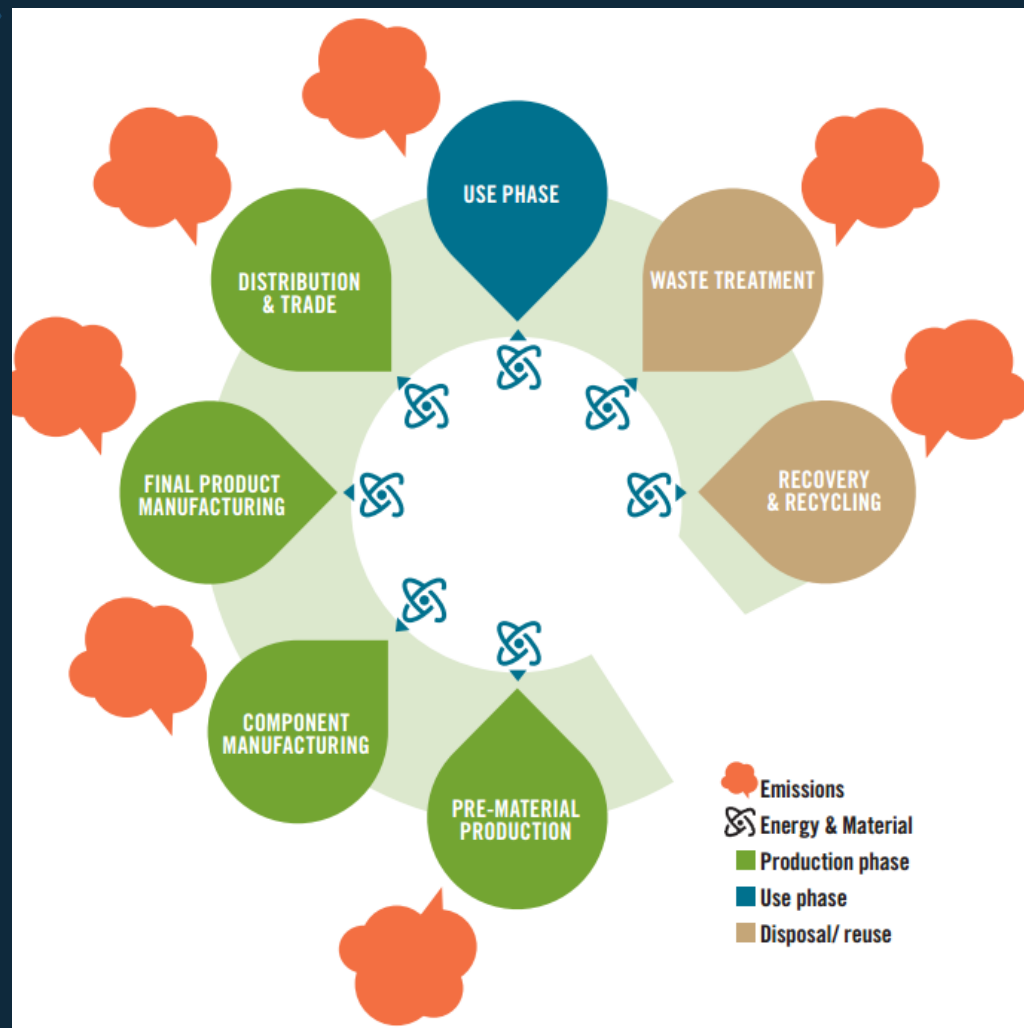 USE PHASE
DISTRIBUTION
& TRADE
WASTE TREATMENT
FINAL PRODUCT
MANUFACTURING
RECOVERY
& RECYCLING
COMPONENT
MANUFACTURING
PRE-MATERIAL
PRODUCTION
Emissions
Energy & Material
Production phase
Use phase
Disposal/ reuse